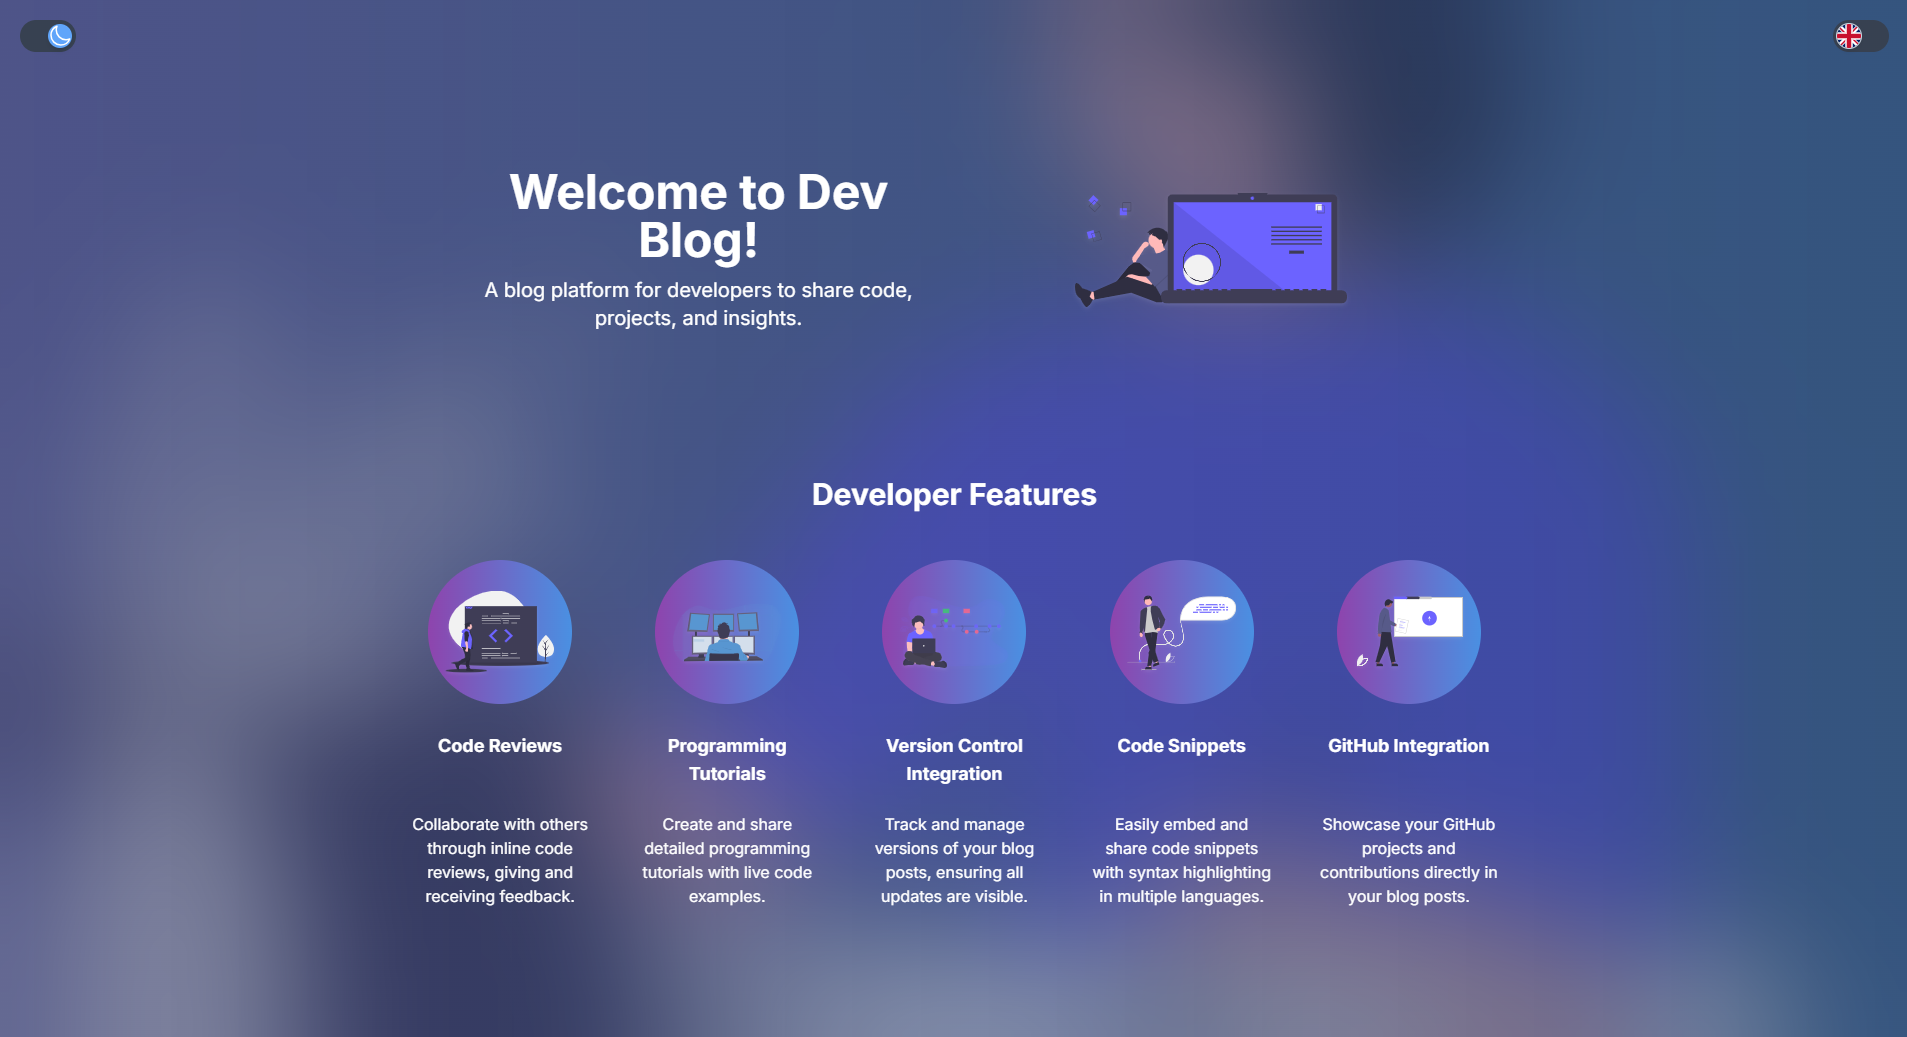 Welcome to Dev
Blog!
A blog platform for developers to share code,
projects, and insights.
Developer Features
Code Reviews
Collaborate with others
through inline code
reviews, giving and
receiving feedback.
Programming
Tutorials
Create and share
detailed programming
tutorials with live code
examples.
Version Control
Integration
Track and manage
versions of your blog
posts, ensuring all
updates are visible.
Code Snippets
Easily embed and
share code snippets
with syntax highlighting
in multiple languages.
GitHub Integration
Showcase your GitHub
projects and
contributions directly in
your blog posts.